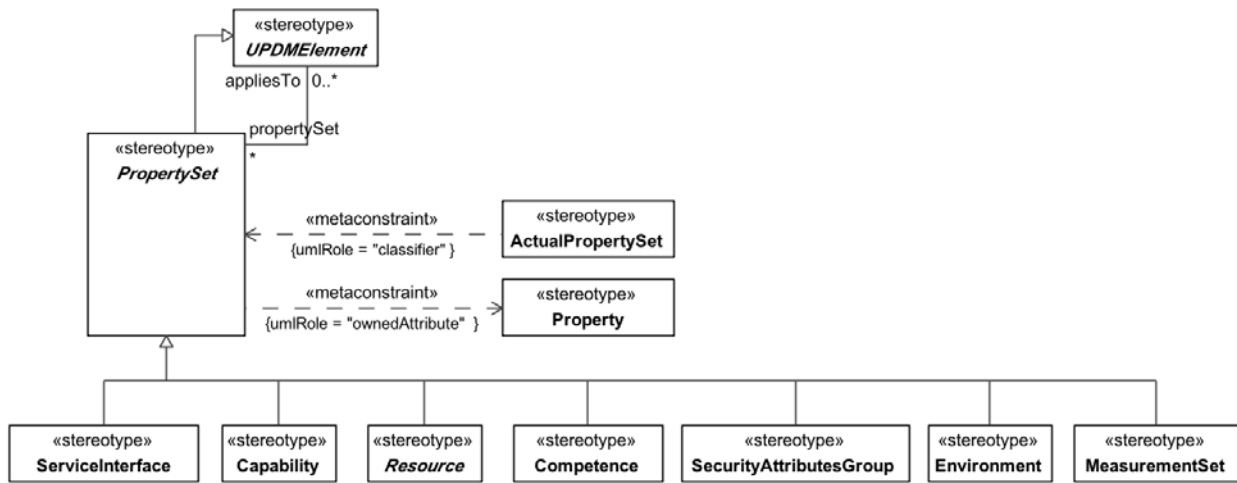 «stereotype»
UPDMElement
appliesTo 0..*
propertySet
*
«stereotype»
PropertySet
«metaconstraint»
{umlRole = "classifier" }
«stereotype»
ActualPropertySet
«metaconstraint»
{umlRole = "ownedAttribute" }
«stereotype»
Property
«stereotype»
ServiceInterface
«stereotype»
Capability
«stereotype»
Resource
«stereotype»
Competence
«stereotype»
SecurityAttributesGroup
«stereotype»
Environment
«stereotype»
MeasurementSet